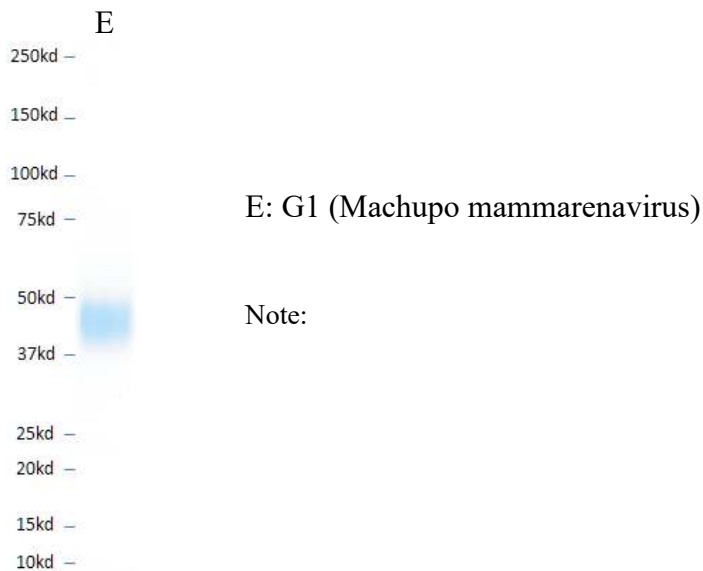 E
250kd
150kd
100kd
75kd
E: G1 (Machupo mammarenavirus)
50kd
Note:
37kd
25kd
20kd
15kd
10kd